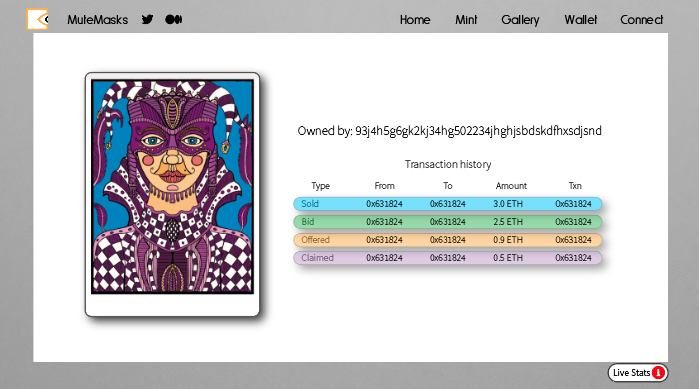 MuteMasks Home Mint Gallery Wallet Connect
Owned by: 93j4h5g6gk2kj34hg502234jhghjsbdskdfhxsdjsnd
Transaction history
Type From To Amount Txn
Sold 0x631824 0x631824 3.0 ETH 0x631824
Bid 0x631824 0x631824 2.5 ETH 0x631824
Offered 0x631824 0x631824 0.9 ETH 0x631824
Claimed 0x631824 0x631824 0.5 ETH 0x631824
Live Stats 1